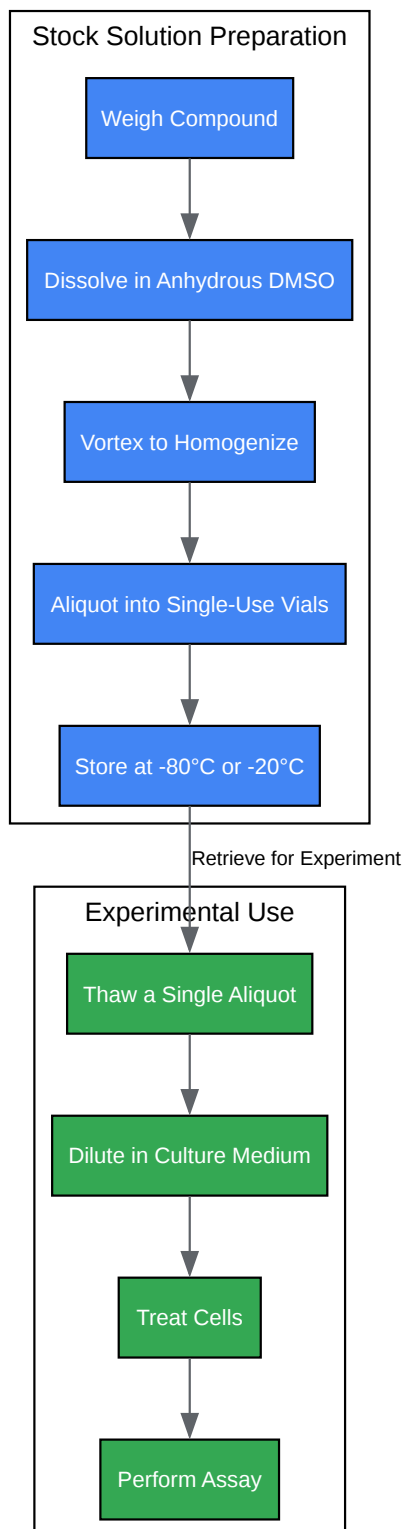 Stock Solution Preparation
Weigh Compound
Dissolve in Anhydrous DMSO
Vortex to Homogenize
Aliquot into Single-Use Vials
Store at -80°C or -20°C
Retrieve for Experiment
Experimental Use
Thaw a Single Aliquot
Dilute in Culture Medium
Treat Cells
Perform Assay